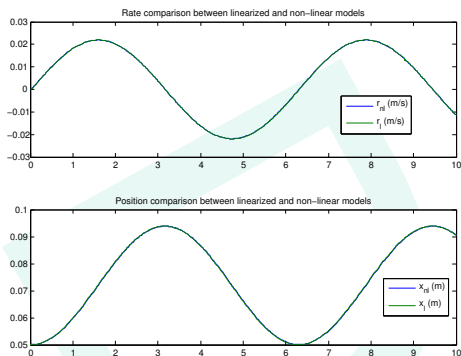 Rate comparison between linearized and non-linear models
0.03
0.02
0.01
0
-0.01
-0.02
-0.03
r_nl (m/s)
r_l (m/s)
0 1 2 3 4 5 6 7 8 9 10
Position comparison between linearized and non-linear models
0.1
0.09
0.08
0.07
0.06
0.05
x_nl (m)
x_l (m)
0 1 2 3 4 5 6 7 8 9 10